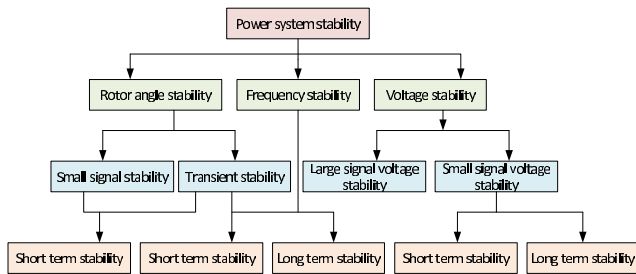 Power system stability
Rotor angle stability
Frequency stability
Voltage stability
Small signal stability
Transient stability
Large signal voltage
stability
Small signal voltage
stability
Short term stability
Short term stability
Long term stability
Short term stability
Long term stability